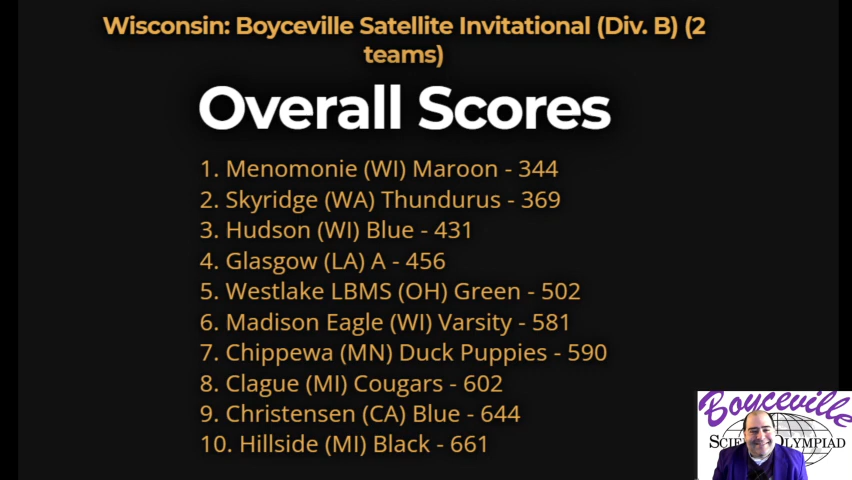 Wisconsin: Boyceville Satellite Invitational (Div. B) (2
teams)
Overall Scores
1. Menomonie (WI) Maroon - 344
2. Skyridge (WA) Thundurus - 369
3. Hudson (WI) Blue - 431
4. Glasgow (LA) A - 456
5. Westlake LBMS (OH) Green - 502
6. Madison Eagle (WI) Varsity - 581
7. Chippewa (MN) Duck Puppies - 590
8. Clague (MI) Cougars - 602
9. Christensen (CA) Blue - 644
10. Hillside (MI) Black - 661
Boyceville